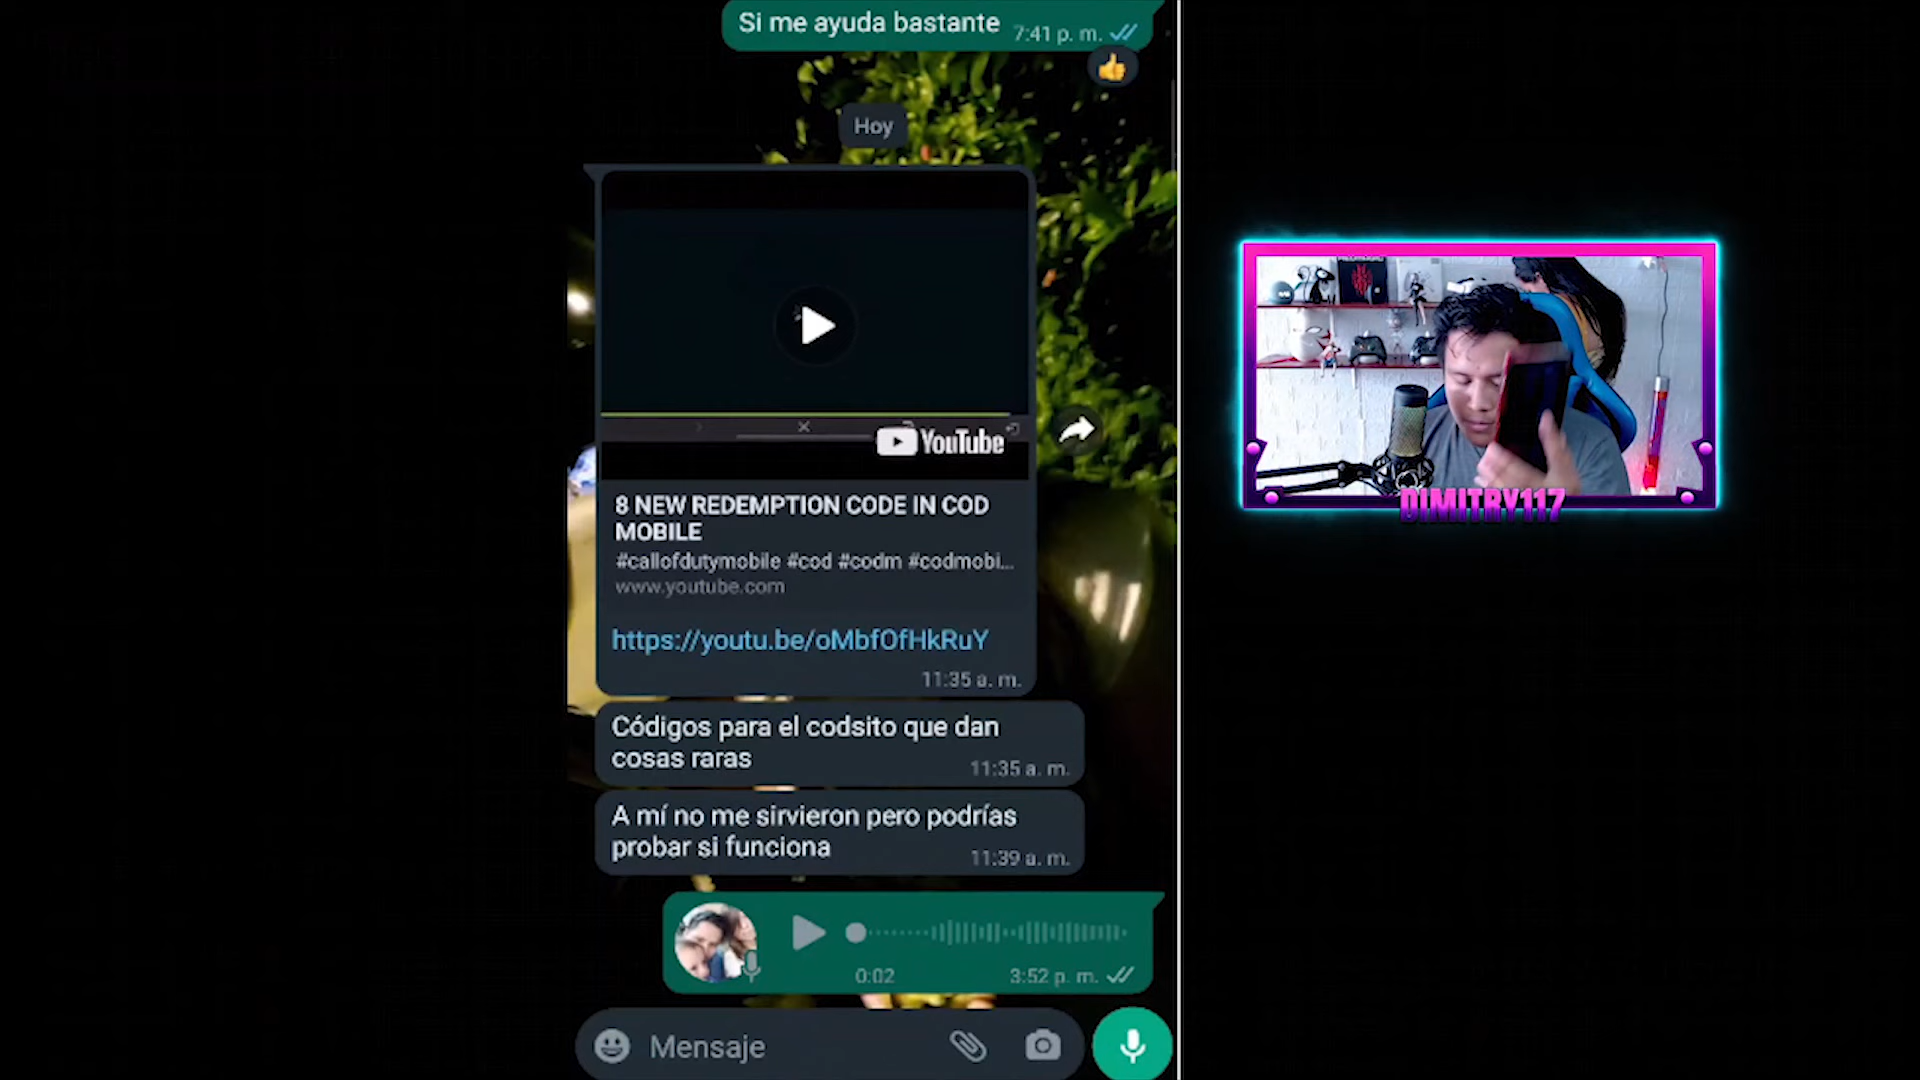 Si me ayuda bastante
7:41 p. m.
Hoy
YouTube
8 NEW REDEMPTION CODE IN COD
MOBILE
#callofdutymobile #cod #codm #codmobi...
www.youtube.com
https://youtu.be/oMbfOfHkRuY
11:35 a. m.
Códigos para el codsito que dan
cosas raras
11:35 a. m.
A mí no me sirvieron pero podrías
probar si funciona
11:39 a. m.
0:02
3:52 p. m.
Mensaje
DIMITRY117